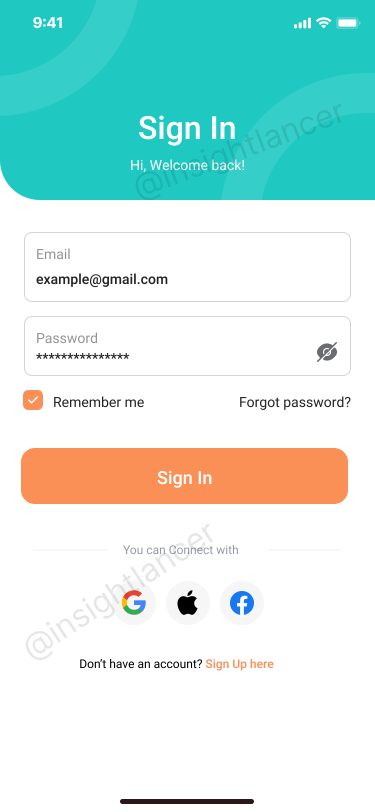 9:41
Sign In
Hi, Welcome back!
@insightlancer
Email
example@gmail.com
Password
***************
Remember me
Forgot password?
Sign In
You can Connect with
@insightlancer
Don't have an account? Sign Up here